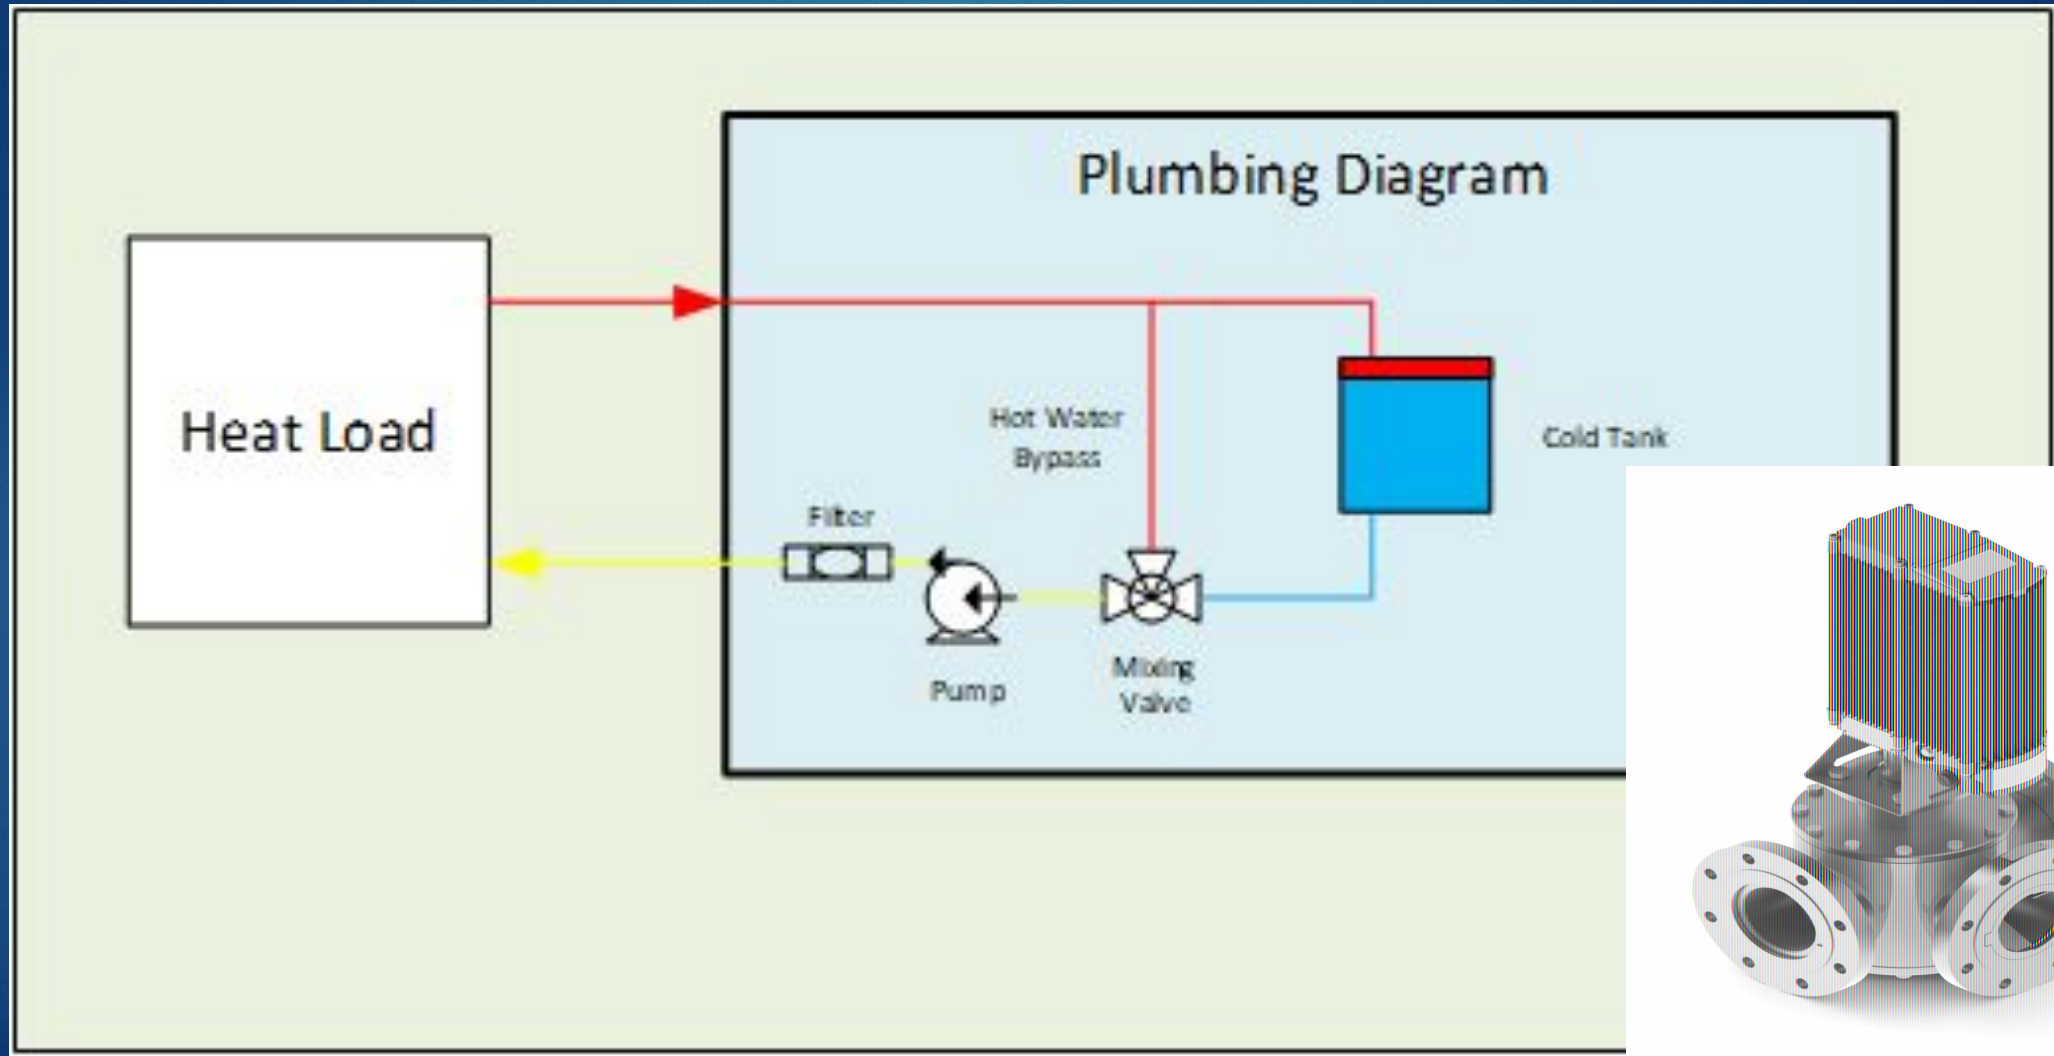 Plumbing Diagram
Heat Load
Hot Water
Bypass
Cold Tank
Filter
Pump
Mixing
Valve